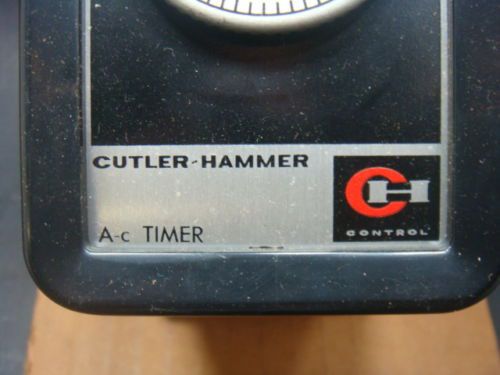 CUTLER-HAMMER
CH
A-c TIMER
CONTROL